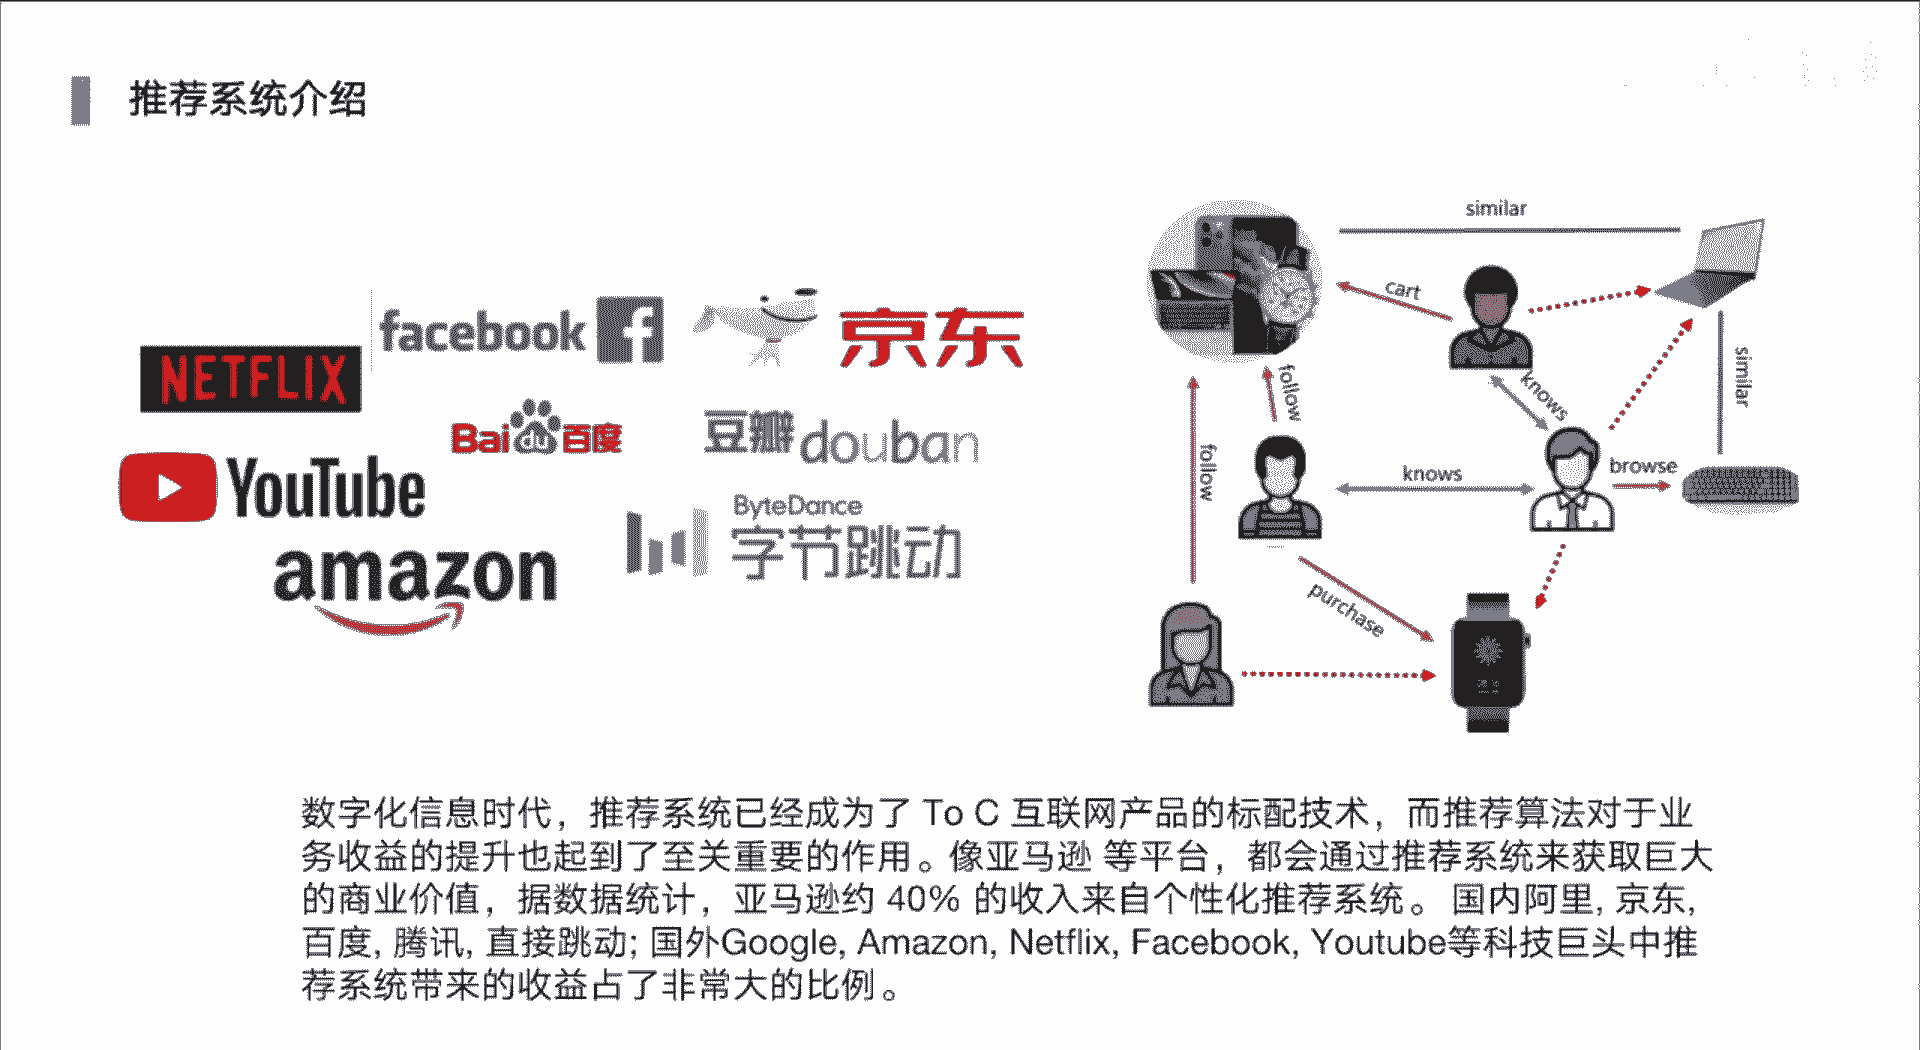 推荐系统介绍
NETFLIX
facebook f
京东
Bai du 百度
豆瓣 douban
YouTube
ByteDance
字节跳动
amazon
similar
cart
follow
knows
similar
follow
knows
browse
purchase
数字化信息时代，推荐系统已经成为了 To C 互联网产品的标配技术，而推荐算法对于业
务收益的提升也起到了至关重要的作用。像亚马逊 等平台，都会通过推荐系统来获取巨大
的商业价值，据数据统计，亚马逊约 40% 的收入来自个性化推荐系统。 国内阿里, 京东,
百度, 腾讯, 直接跳动; 国外Google, Amazon, Netflix, Facebook, Youtube等科技巨头中推
荐系统带来的收益占了非常大的比例。